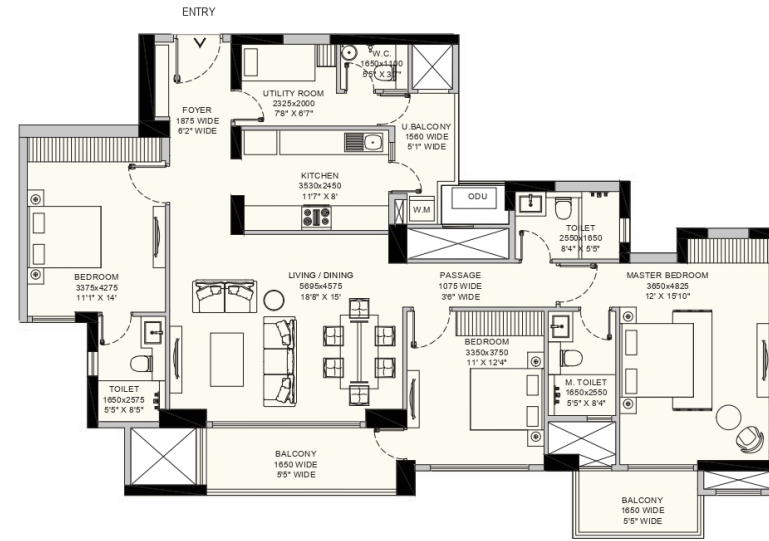 ENTRY
W.C.
1650x1100
5'5" X 3'7"
UTILITY ROOM
2325x2000
7'8" X 6'7"
FOYER
1875 WIDE
6'2" WIDE
U.BALCONY
1560 WIDE
5'1" WIDE
KITCHEN
3530x2450
11'7" X 8'
W.M
ODU
TOILET
2550x1650
8'4" X 5'5"
BEDROOM
3375x4275
11'1" X 14'
LIVING / DINING
5695x4575
18'8" X 15'
PASSAGE
1075 WIDE
3'6" WIDE
MASTER BEDROOM
3650x4825
12' X 15'10"
BEDROOM
3350x3750
11' X 12'4"
TOILET
1650x2575
5'5" X 8'5"
M. TOILET
1650x2550
5'5" X 8'4"
BALCONY
1650 WIDE
5'5" WIDE
BALCONY
1650 WIDE
5'5" WIDE